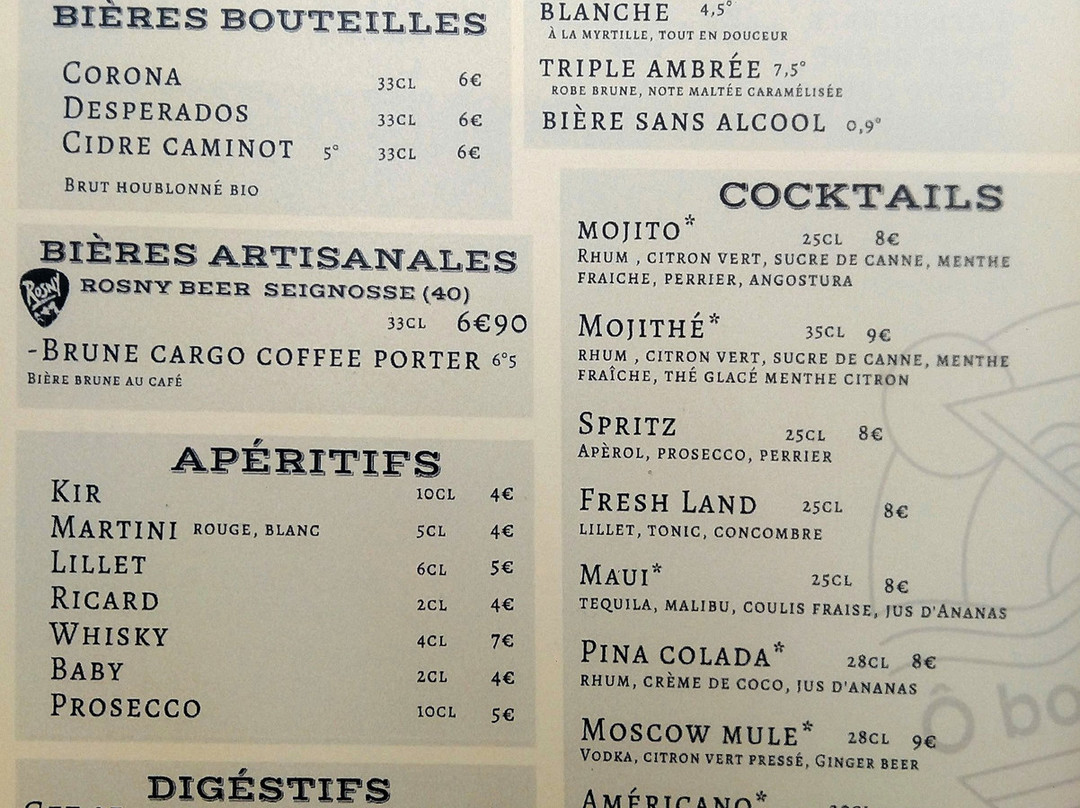 BIÈRES BOUTEILLES
CORONA 33CL 6€
DESPERADOS 33CL 6€
CIDRE CAMINOT 5° 33CL 6€
BRUT HOUBLONNÉ BIO
BIÈRES ARTISANALES
ROSNY
ROSNY BEER SEIGNOSSE (40)
33CL 6€90
-BRUNE CARGO COFFEE PORTER 6°5
BIÈRE BRUNE AU CAFÉ
APÉRITIFS
KIR 10CL 4€
MARTINI ROUGE, BLANC 5CL 4€
LILLET 6CL 5€
RICARD 2CL 4€
WHISKY 4CL 7€
BABY 2CL 4€
PROSECCO 10CL 5€
DIGÉSTIFS
BLANCHE 4,5°
À LA MYRTILLE, TOUT EN DOUCEUR
TRIPLE AMBRÉE 7,5°
ROBE BRUNE, NOTE MALTÉE CARAMÉLISÉE
BIÈRE SANS ALCOOL 0,9°
COCKTAILS
MOJITO* 25CL 8€
RHUM , CITRON VERT, SUCRE DE CANNE, MENTHE
FRAICHE, PERRIER, ANGOSTURA
MOJITHÉ* 35CL 9€
RHUM , CITRON VERT, SUCRE DE CANNE, MENTHE
FRAÎCHE, THÉ GLACÉ MENTHE CITRON
SPRITZ 25CL 8€
APÈROL, PROSECCO, PERRIER
FRESH LAND 25CL 8€
LILLET, TONIC, CONCOMBRE
MAUI* 25CL 8€
TEQUILA, MALIBU, COULIS FRAISE, JUS D'ANANAS
PINA COLADA* 28CL 8€
RHUM, CRÈME DE COCO, JUS D'ANANAS
MOSCOW MULE* 28CL 9€
VODKA, CITRON VERT PRESSÉ, GINGER BEER
AMÉRICANO*
Ô bo